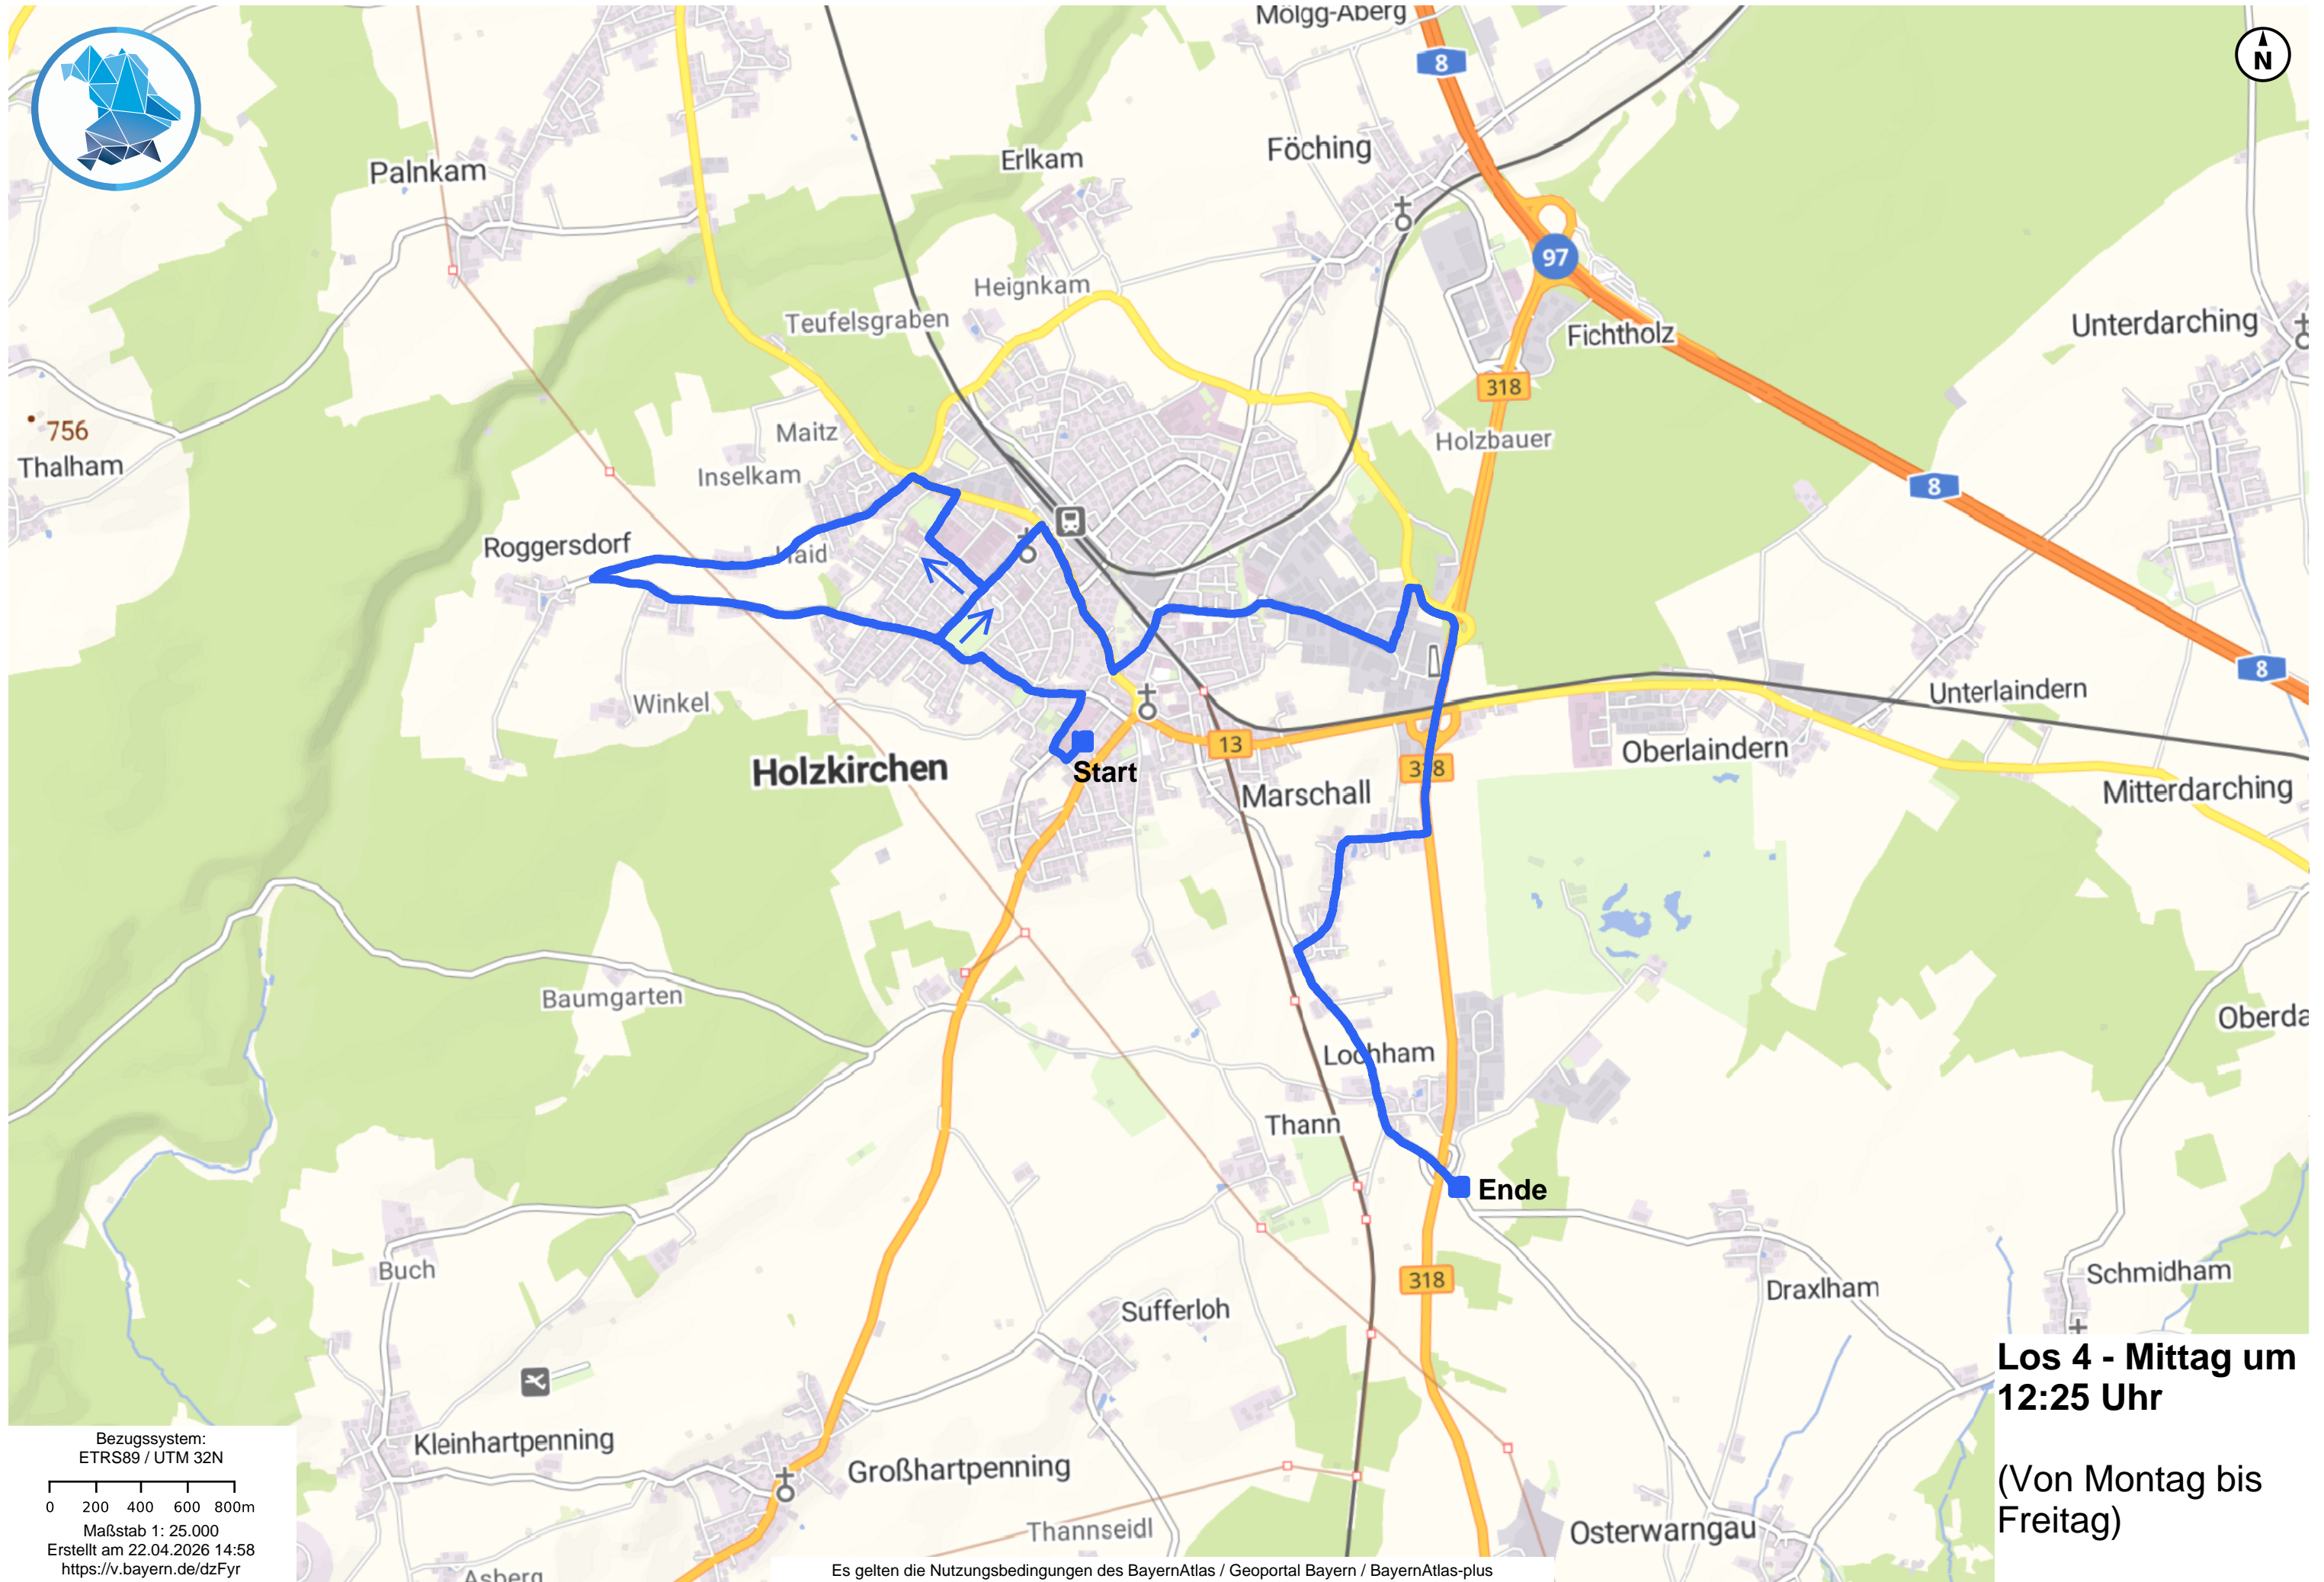 Mölgg-Aberg
8
N
Palnkam
Erlkam
Föching
97
Heignkam
Teufelsgraben
Fichtholz
Unterdarching
318
756
Thalham
Maitz
Inselkam
Holzbauer
8
Roggersdorf
Haid
8
Winkel
Unterlaindern
13
Oberlaindern
Holzkirchen
Start
318
Marschall
Mitterdarching
Baumgarten
Oberda
Lochham
Thann
Ende
Buch
318
Draxlham
Schmidham
Sufferloh
Los 4 - Mittag um
12:25 Uhr
Kleinhartpenning
Großhartpenning
(Von Montag bis
Freitag)
Thannseidl
Osterwarngau
Asberg
Bezugssystem:
ETRS89 / UTM 32N
0 200 400 600 800m
Maßstab 1: 25.000
Erstellt am 22.04.2026 14:58
https://v.bayern.de/dzFyr
Es gelten die Nutzungsbedingungen des BayernAtlas / Geoportal Bayern / BayernAtlas-plus